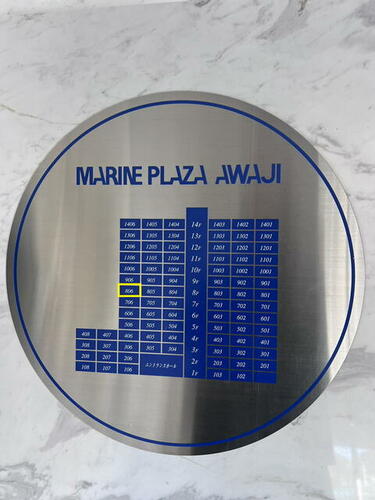 MARINE PLAZA AWAJI
1406 1405 1404 14F 1403 1402 1401
1306 1305 1304 13F 1303 1302 1301
1206 1205 1204 12F 1203 1202 1201
1106 1105 1104 11F 1103 1102 1101
1006 1005 1004 10F 1003 1002 1001
906 905 904 9F 903 902 901
806 805 804 8F 803 802 801
706 705 704 7F 703 702 701
606 605 604 6F 603 602 601
506 505 504 5F 503 502 501
408 407 406 405 404 4F 403 402 401
308 307 306 305 304 3F 303 302 301
208 207 206 エントランスホール 2F 203 202 201
108 107 106 1F 103 102